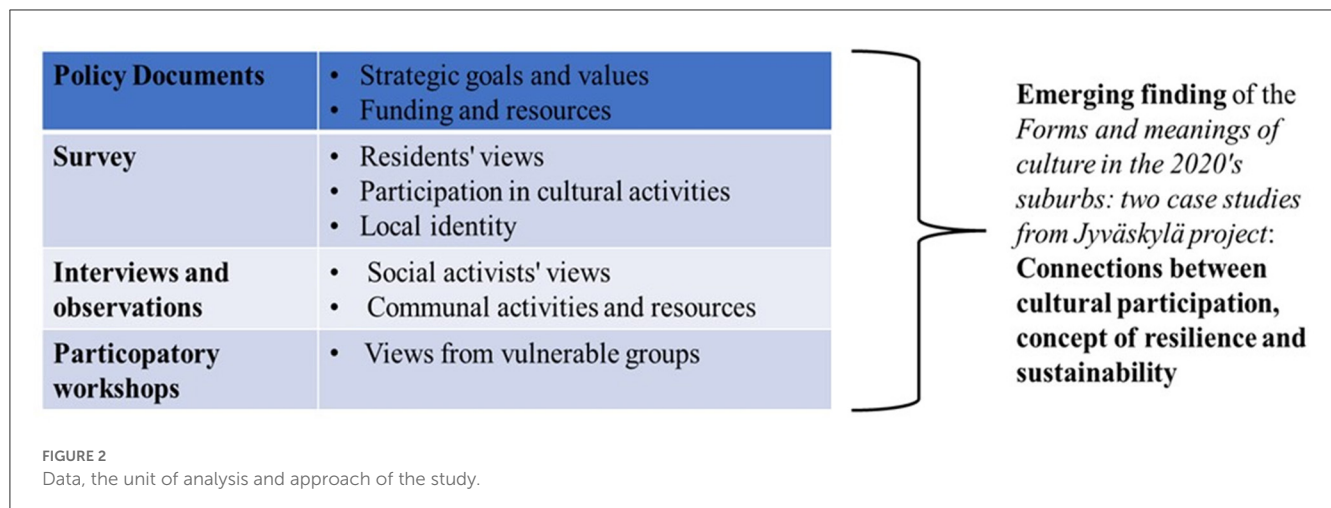 Policy Documents
• Strategic goals and values
• Funding and resources
Survey
• Residents' views
• Participation in cultural activities
• Local identity
Interviews and
observations
• Social activists' views
• Communal activities and resources
Particopatory
workshops
• Views from vulnerable groups
Emerging finding of the
Forms and meanings of
culture in the 2020's
suburbs: two case studies
from Jyväskylä project:
Connections between
cultural participation,
concept of resilience and
sustainability
FIGURE 2
Data, the unit of analysis and approach of the study.